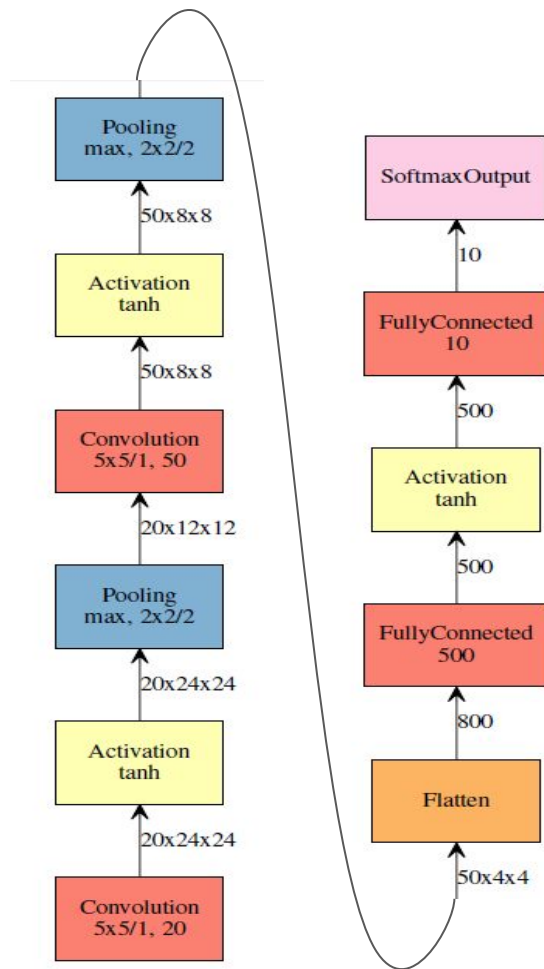 Pooling
max, 2x2/2
50x8x8
Activation
tanh
50x8x8
Convolution
5x5/1, 50
20x12x12
Pooling
max, 2x2/2
20x24x24
Activation
tanh
20x24x24
Convolution
5x5/1, 20
SoftmaxOutput
10
FullyConnected
10
500
Activation
tanh
500
FullyConnected
500
800
Flatten
50x4x4